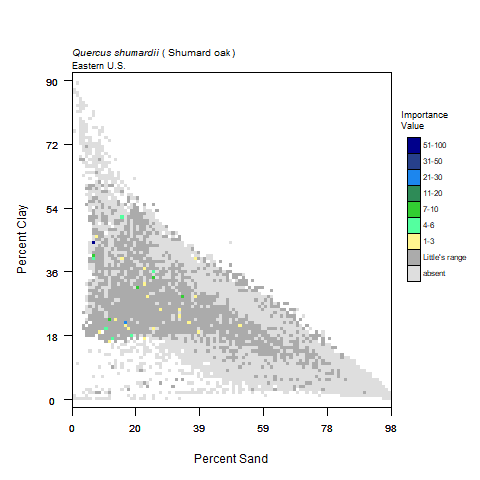 Quercus shumardii ( Shumard oak)
Eastern U.S.
Importance
Value
51-100
31-50
21-30
11-20
7-10
4-6
1-3
Little's range
absent
Percent Clay
90
72
54
36
18
0
0
20
39
59
78
98
Percent Sand